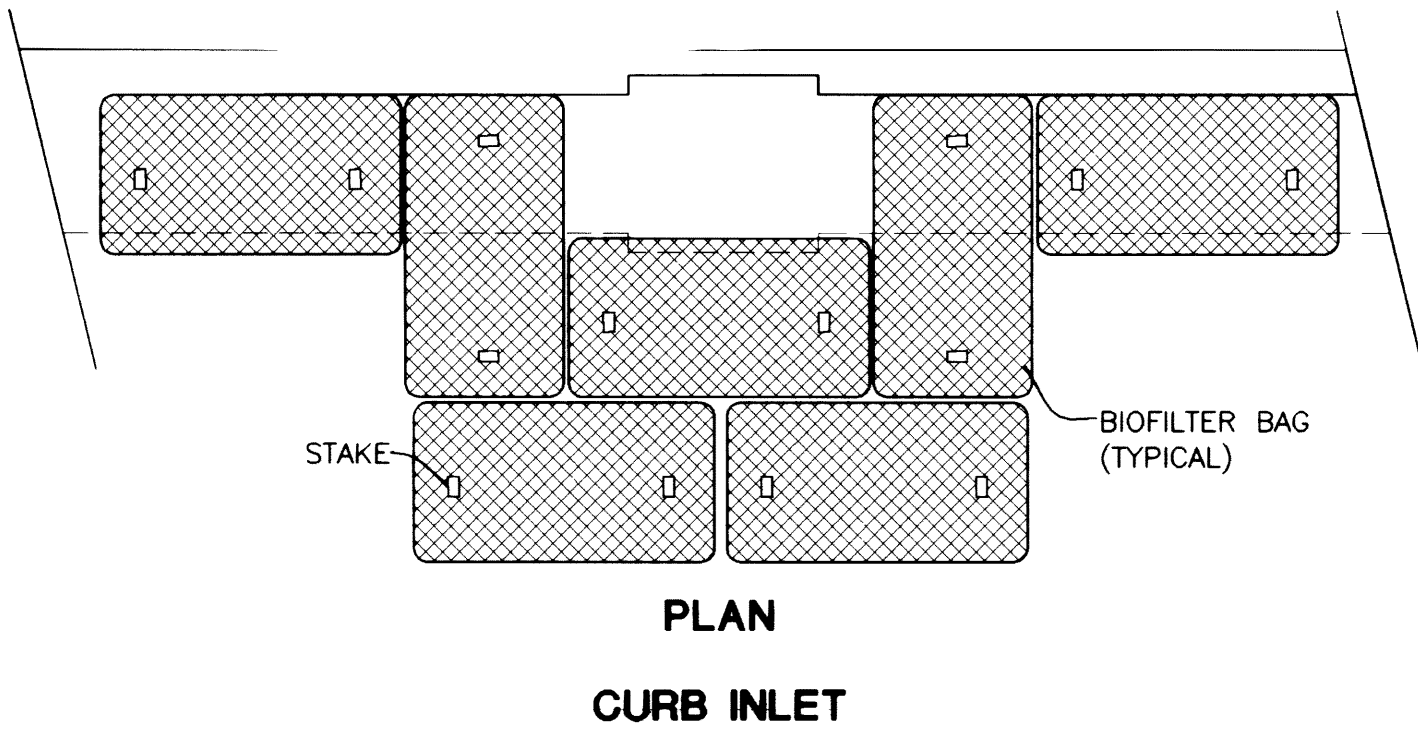 STAKE
BIOFILTER BAG
(TYPICAL)
PLAN
CURB INLET